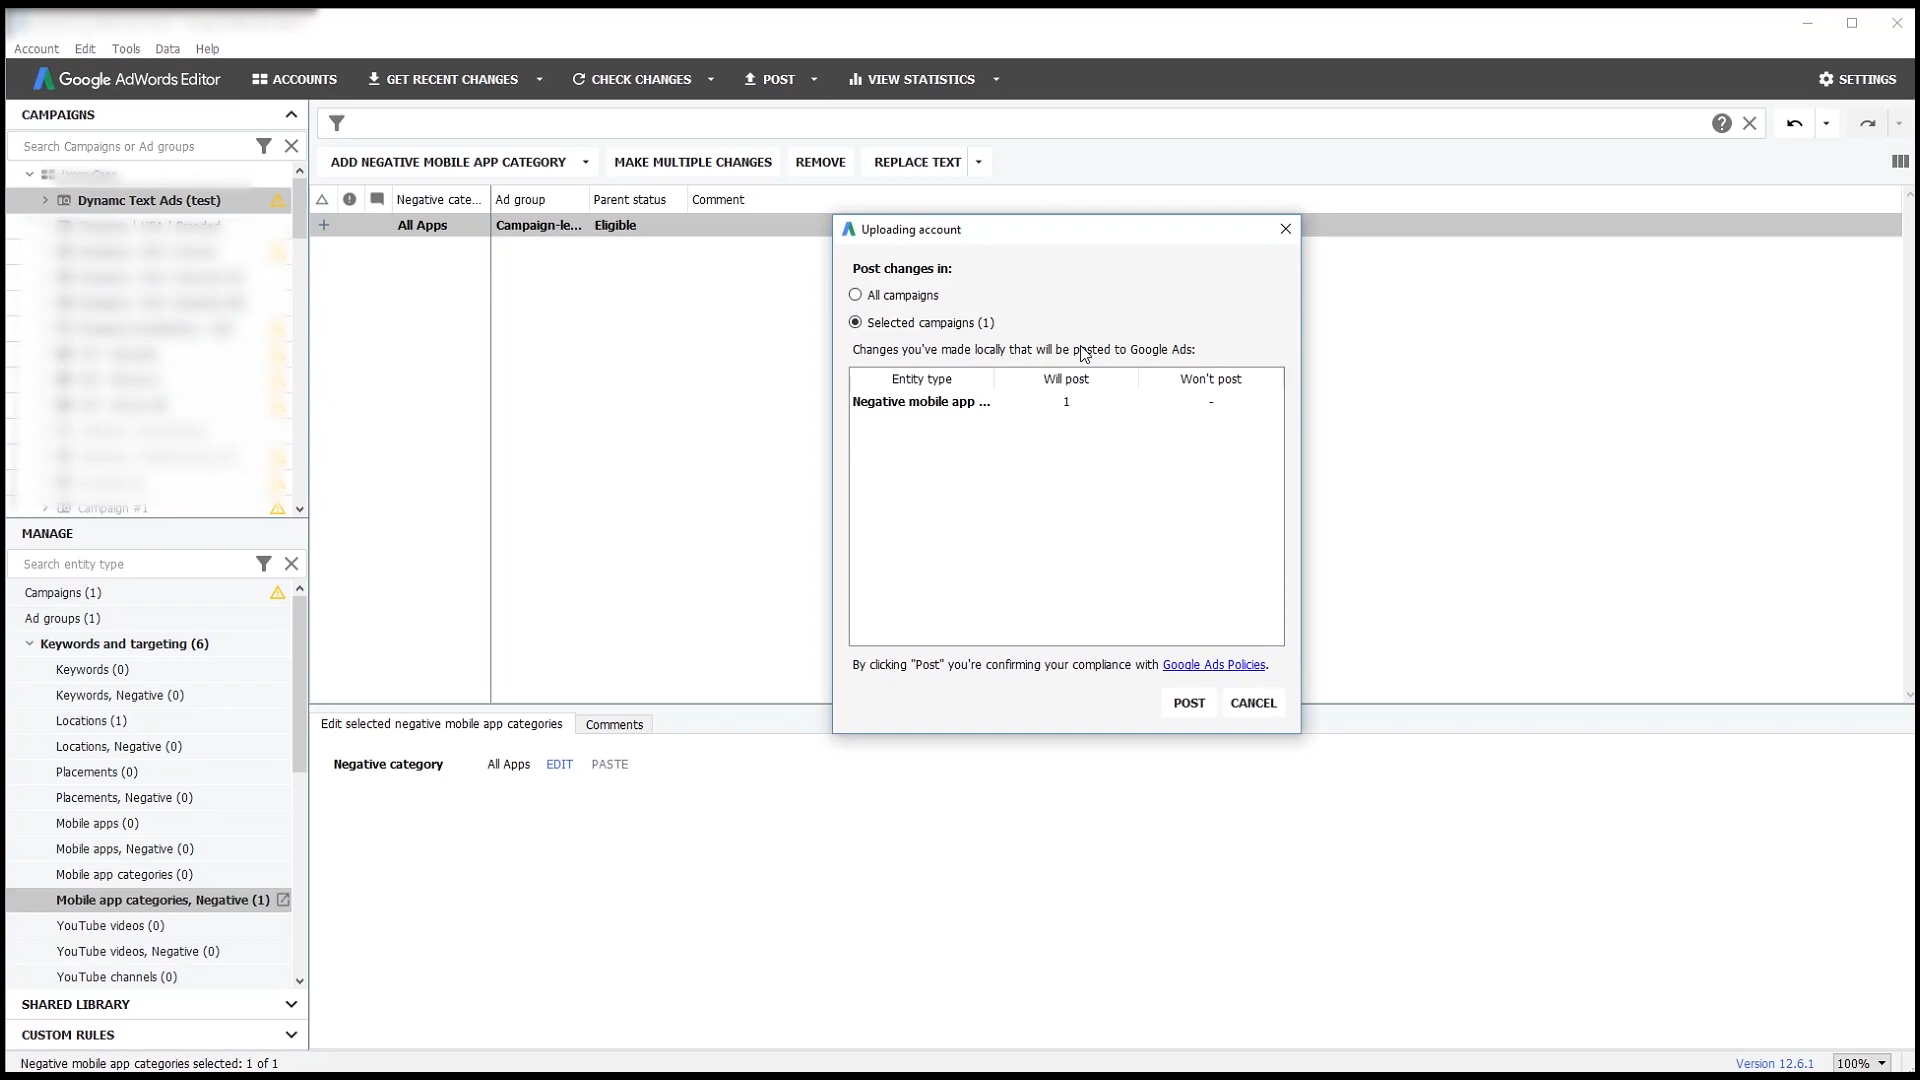 Account Edit Tools Data Help
Google AdWords Editor ACCOUNTS GET RECENT CHANGES CHECK CHANGES POST VIEW STATISTICS SETTINGS
CAMPAIGNS
Search Campaigns or Ad groups
Dynamc Text Ads (test)
Campaign #1
MANAGE
Search entity type
Campaigns (1)
Ad groups (1)
Keywords and targeting (6)
Keywords (0)
Keywords, Negative (0)
Locations (1)
Locations, Negative (0)
Placements (0)
Placements, Negative (0)
Mobile apps (0)
Mobile apps, Negative (0)
Mobile app categories (0)
Mobile app categories, Negative (1)
YouTube videos (0)
YouTube videos, Negative (0)
YouTube channels (0)
SHARED LIBRARY
CUSTOM RULES
ADD NEGATIVE MOBILE APP CATEGORY MAKE MULTIPLE CHANGES REMOVE REPLACE TEXT
Negative cate... Ad group Parent status Comment
All Apps Campaign-le... Eligible
Uploading account
Post changes in:
All campaigns
Selected campaigns (1)
Changes you've made locally that will be posted to Google Ads:
Entity type Will post Won't post
Negative mobile app ... 1 -
By clicking "Post" you're confirming your compliance with Google Ads Policies.
POST CANCEL
Edit selected negative mobile app categories Comments
Negative category All Apps EDIT PASTE
Negative mobile app categories selected: 1 of 1
Version 12.6.1 100%